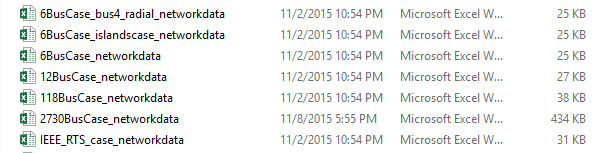 6BusCase_bus4_radial_networkdata 11/2/2015 10:54 PM Microsoft Excel W... 25 KB
6BusCase_islandscase_networkdata 11/2/2015 10:54 PM Microsoft Excel W... 25 KB
6BusCase_networkdata 11/2/2015 10:54 PM Microsoft Excel W... 25 KB
12BusCase_networkdata 11/2/2015 10:54 PM Microsoft Excel W... 27 KB
118BusCase_networkdata 11/2/2015 10:54 PM Microsoft Excel W... 38 KB
2730BusCase_networkdata 11/8/2015 5:55 PM Microsoft Excel W... 434 KB
IEEE_RTS_case_networkdata 11/2/2015 10:54 PM Microsoft Excel W... 31 KB